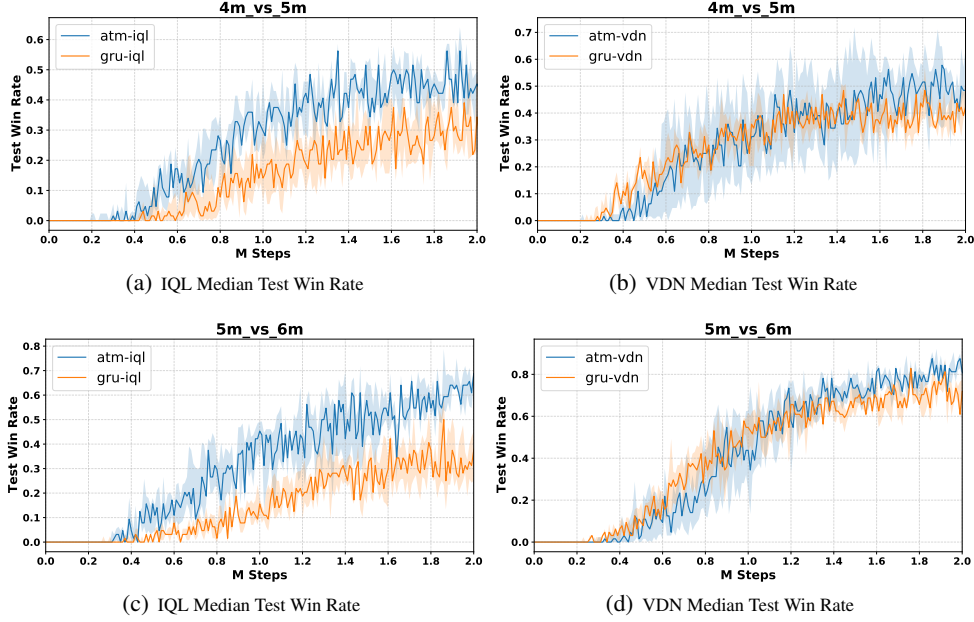 4m_vs_5m
atm-iql
gru-iql
Test Win Rate
0.6
0.5
0.4
0.3
0.2
0.1
0.0
0.0 0.2 0.4 0.6 0.8 1.0 1.2 1.4 1.6 1.8 2.0
M Steps
(a) IQL Median Test Win Rate
4m_vs_5m
atm-vdn
gru-vdn
Test Win Rate
0.7
0.6
0.5
0.4
0.3
0.2
0.1
0.0
0.0 0.2 0.4 0.6 0.8 1.0 1.2 1.4 1.6 1.8 2.0
M Steps
(b) VDN Median Test Win Rate
5m_vs_6m
atm-iql
gru-iql
Test Win Rate
0.8
0.7
0.6
0.5
0.4
0.3
0.2
0.1
0.0
0.0 0.2 0.4 0.6 0.8 1.0 1.2 1.4 1.6 1.8 2.0
M Steps
(c) IQL Median Test Win Rate
5m_vs_6m
atm-vdn
gru-vdn
Test Win Rate
0.8
0.6
0.4
0.2
0.0
0.0 0.2 0.4 0.6 0.8 1.0 1.2 1.4 1.6 1.8 2.0
M Steps
(d) VDN Median Test Win Rate